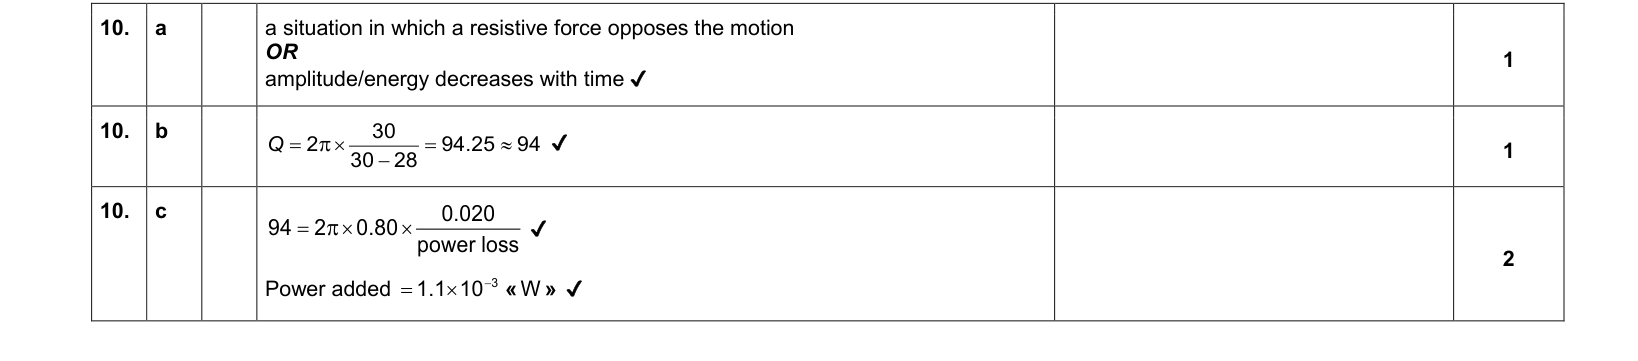 10. a a situation in which a resistive force opposes the motion
OR
amplitude/energy decreases with time ✓
1
10. b Q = 2π × 30 / (30 − 28) = 94.25 ≈ 94 ✓
1
10. c 94 = 2π × 0.80 × 0.020 / power loss ✓
Power added = 1.1×10⁻³ «W» ✓
2